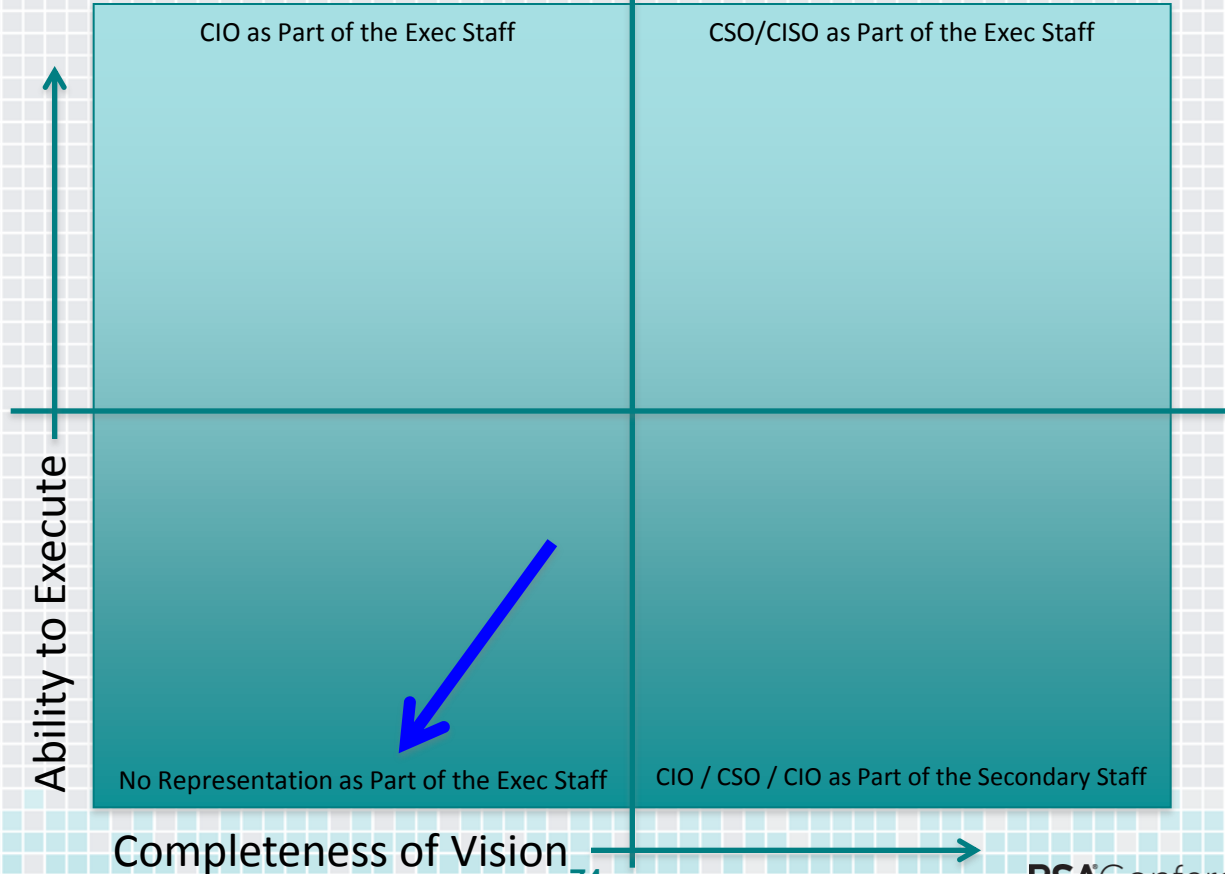 CIO as Part of the Exec Staff
CSO/CISO as Part of the Exec Staff
Ability to Execute
No Representation as Part of the Exec Staff
CIO / CSO / CIO as Part of the Secondary Staff
Completeness of Vision